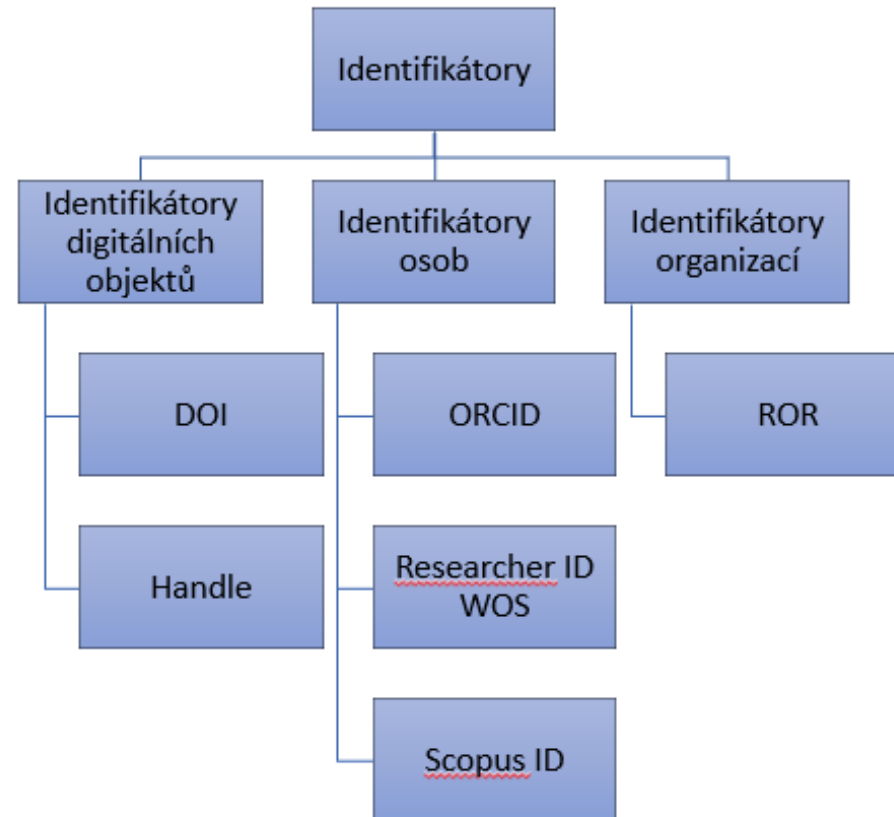 Identifikátory
Identifikátory
digitálních
objektů
Identifikátory
osob
Identifikátory
organizací
DOI
ORCID
ROR
Handle
Researcher ID
WOS
Scopus ID